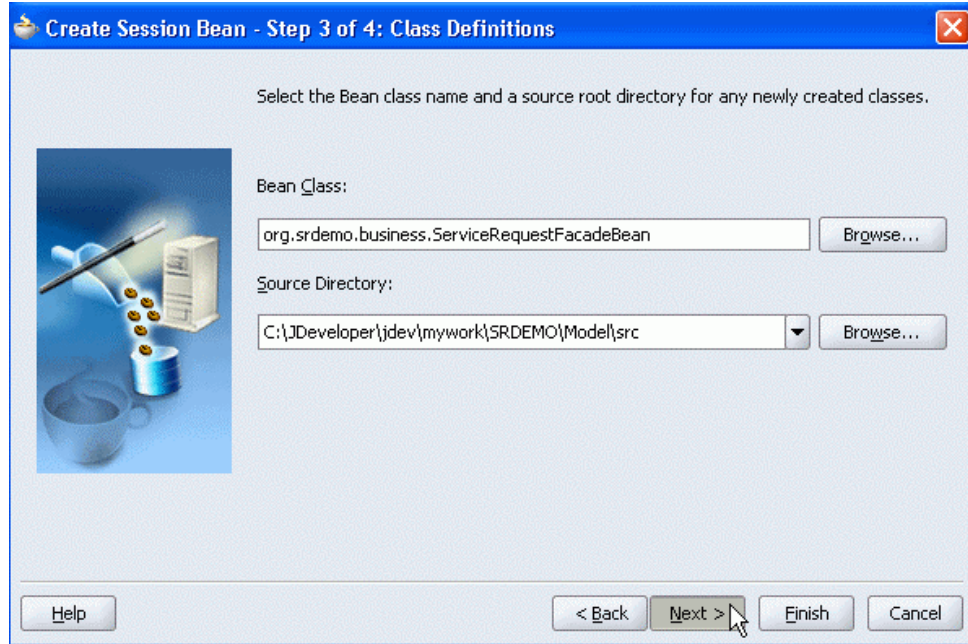 Create Session Bean - Step 3 of 4: Class Definitions
Select the Bean class name and a source root directory for any newly created classes.
Bean Class:
org.srdemo.business.ServiceRequestFacadeBean
Browse...
Source Directory:
C:\JDeveloper\jdev\mywork\SRDEMO\Model\src
Browse...
Help
< Back
Next >
Finish
Cancel